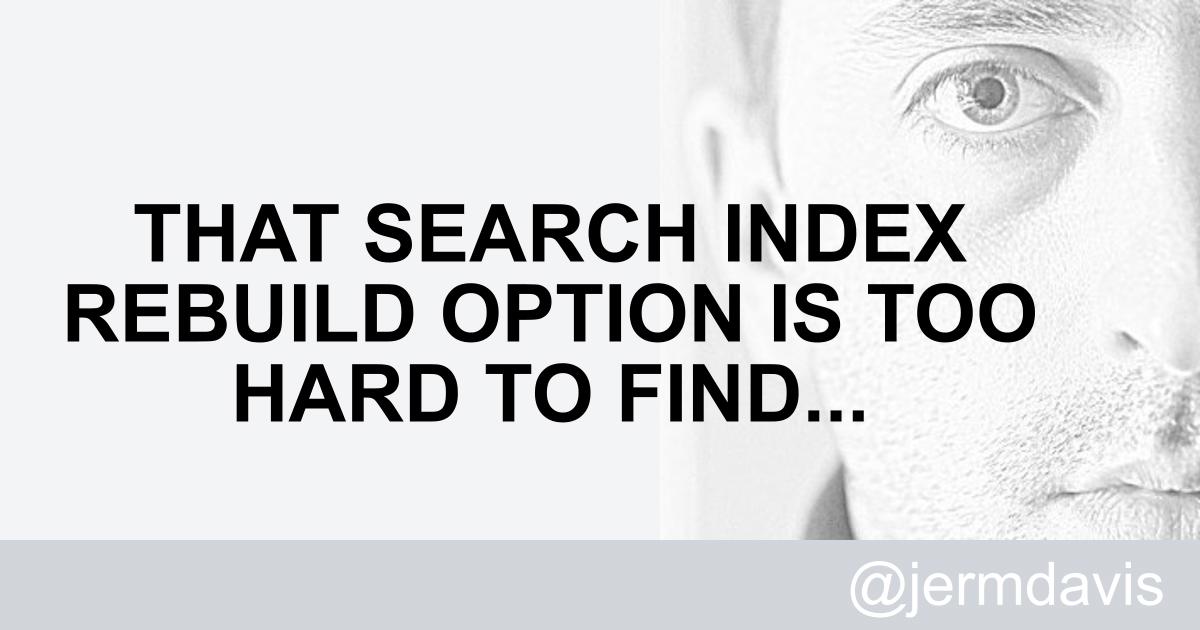 THAT SEARCH INDEX
REBUILD OPTION IS TOO
HARD TO FIND...
@jermdavis